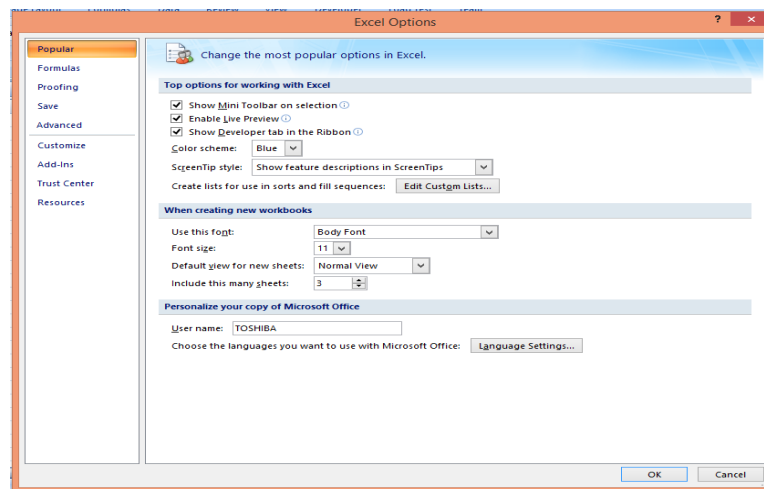 Excel Options
? ×
Popular
Formulas
Proofing
Save
Advanced
Customize
Add-Ins
Trust Center
Resources
Change the most popular options in Excel.
Top options for working with Excel
Show Mini Toolbar on selection
Enable Live Preview
Show Developer tab in the Ribbon
Color scheme: Blue
ScreenTip style: Show feature descriptions in ScreenTips
Create lists for use in sorts and fill sequences: Edit Custom Lists...
When creating new workbooks
Use this font: Body Font
Font size: 11
Default view for new sheets: Normal View
Include this many sheets: 3
Personalize your copy of Microsoft Office
User name: TOSHIBA
Choose the languages you want to use with Microsoft Office: Language Settings...
OK Cancel